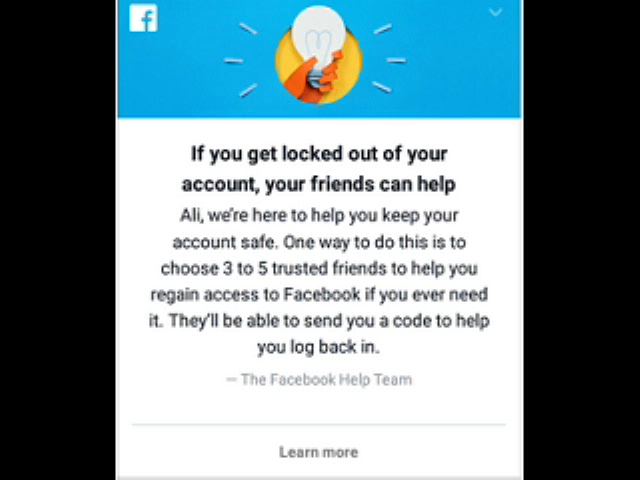 If you get locked out of your
account, your friends can help
Ali, we're here to help you keep your
account safe. One way to do this is to
choose 3 to 5 trusted friends to help you
regain access to Facebook if you ever need
it. They'll be able to send you a code to help
you log back in.
— The Facebook Help Team
Learn more